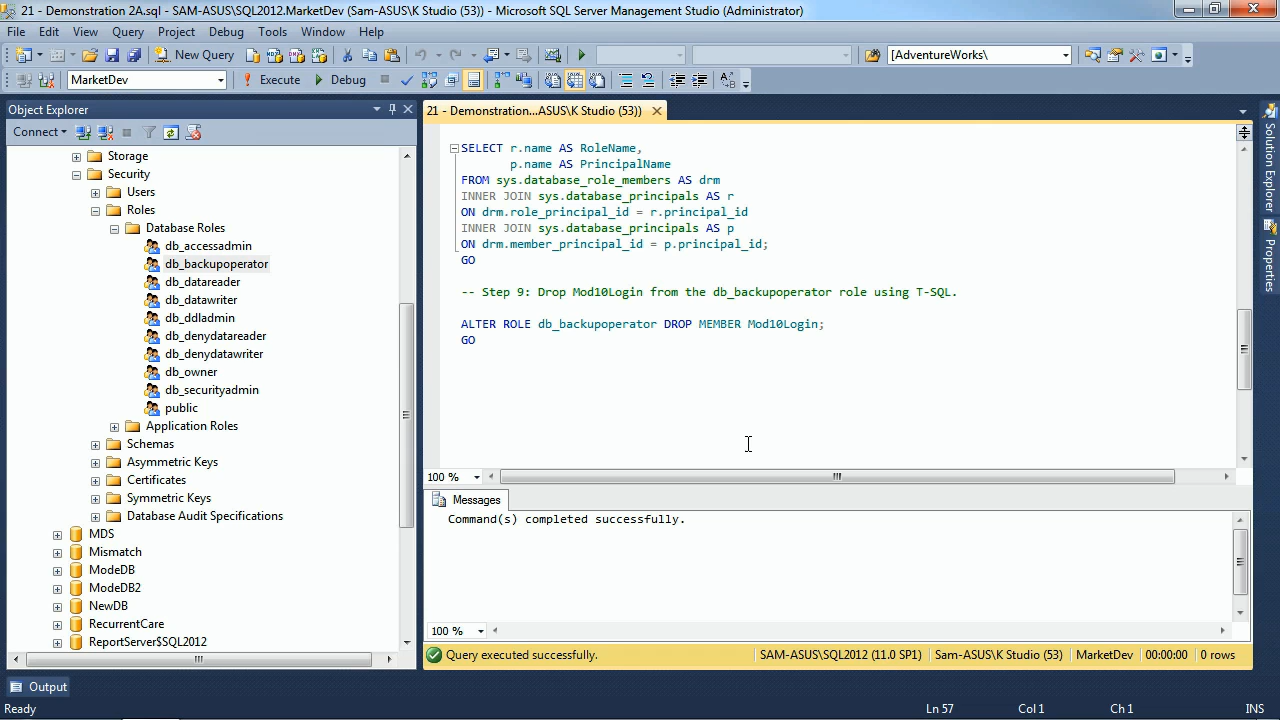 21 - Demonstration 2A.sql - SAM-ASUS\SQL2012.MarketDev (Sam-ASUS\K Studio (53)) - Microsoft SQL Server Management Studio (Administrator)
File Edit View Query Project Debug Tools Window Help
New Query [AdventureWorks\
MarketDev Execute Debug
Object Explorer
Connect
Storage
Security
Users
Roles
Database Roles
db_accessadmin
db_backupoperator
db_datareader
db_datawriter
db_ddladmin
db_denydatareader
db_denydatawriter
db_owner
db_securityadmin
public
Application Roles
Schemas
Asymmetric Keys
Certificates
Symmetric Keys
Database Audit Specifications
MDS
Mismatch
ModeDB
ModeDB2
NewDB
RecurrentCare
ReportServer$SQL2012
21 - Demonstration...ASUS\K Studio (53))
SELECT r.name AS RoleName,
p.name AS PrincipalName
FROM sys.database_role_members AS drm
INNER JOIN sys.database_principals AS r
ON drm.role_principal_id = r.principal_id
INNER JOIN sys.database_principals AS p
ON drm.member_principal_id = p.principal_id;
GO
-- Step 9: Drop Mod10Login from the db_backupoperator role using T-SQL.
ALTER ROLE db_backupoperator DROP MEMBER Mod10Login;
GO
100 %
Messages
Command(s) completed successfully.
100 %
Query executed successfully. SAM-ASUS\SQL2012 (11.0 SP1) Sam-ASUS\K Studio (53) MarketDev 00:00:00 0 rows
Solution Explorer
Properties
Output
Ready Ln 57 Col 1 Ch 1 INS